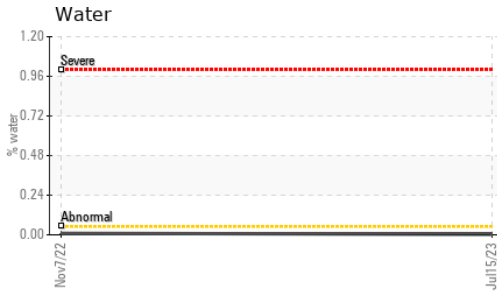 Water
1.20
Severe
0.96
0.72
% water
0.48
0.24
Abnormal
0.00
Nov7/22
Jul15/23